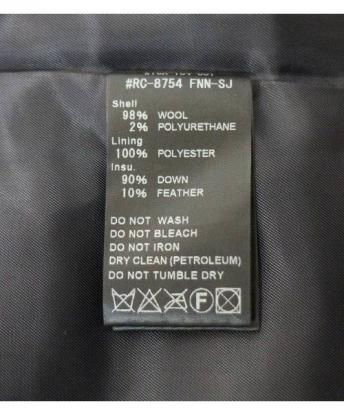 #RC-8754 FNN-SJ
Shell
98% WOOL
2% POLYURETHANE
Lining
100% POLYESTER
Insu.
90% DOWN
10% FEATHER
DO NOT WASH
DO NOT BLEACH
DO NOT IRON
DRY CLEAN (PETROLEUM)
DO NOT TUMBLE DRY
F